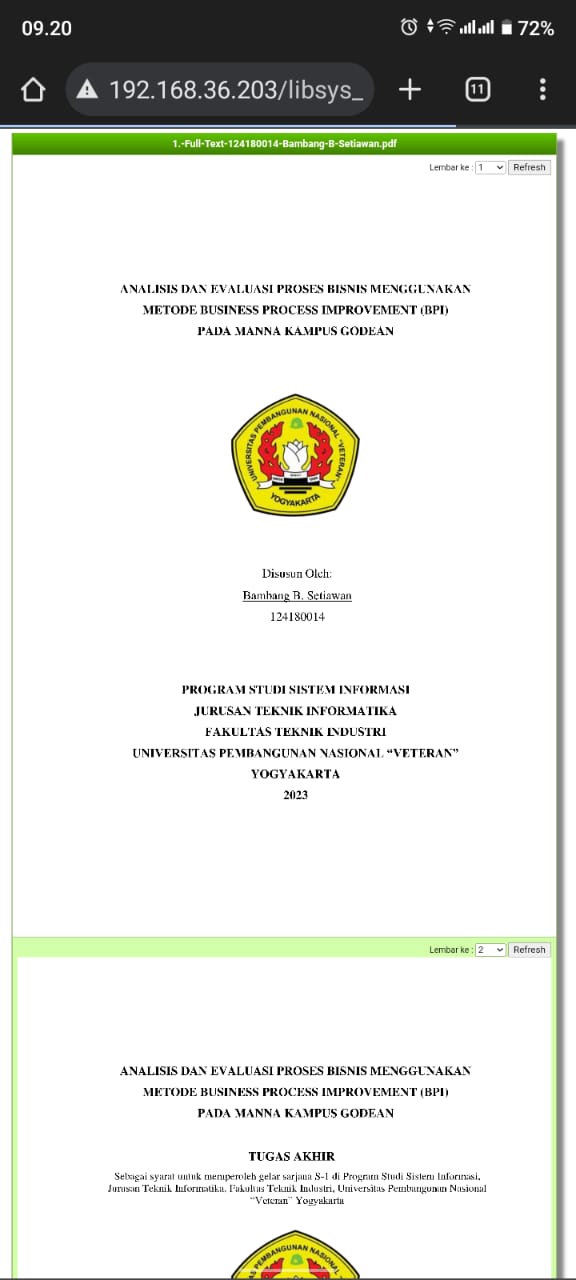 09.20
72%
192.168.36.203/libsys_
11
1.-Full-Text-124180014-Bambang-B-Setiawan.pdf
Lembar ke : 1 Refresh
ANALISIS DAN EVALUASI PROSES BISNIS MENGGUNAKAN
METODE BUSINESS PROCESS IMPROVEMENT (BPI)
PADA MANNA KAMPUS GODEAN
UNIVERSITAS PEMBANGUNAN NASIONAL "VETERAN"
YOGYAKARTA
Disusun Oleh:
Bambang B. Setiawan
124180014
PROGRAM STUDI SISTEM INFORMASI
JURUSAN TEKNIK INFORMATIKA
FAKULTAS TEKNIK INDUSTRI
UNIVERSITAS PEMBANGUNAN NASIONAL “VETERAN”
YOGYAKARTA
2023
Lembar ke : 2 Refresh
ANALISIS DAN EVALUASI PROSES BISNIS MENGGUNAKAN
METODE BUSINESS PROCESS IMPROVEMENT (BPI)
PADA MANNA KAMPUS GODEAN
TUGAS AKHIR
Sebagai syarat untuk memperoleh gelar sarjana S-1 di Program Studi Sistem Informasi,
Jurusan Teknik Informatika, Fakultas Teknik Industri, Universitas Pembangunan Nasional
“Veteran” Yogyakarta
PEMBANGUNAN NASIONAL